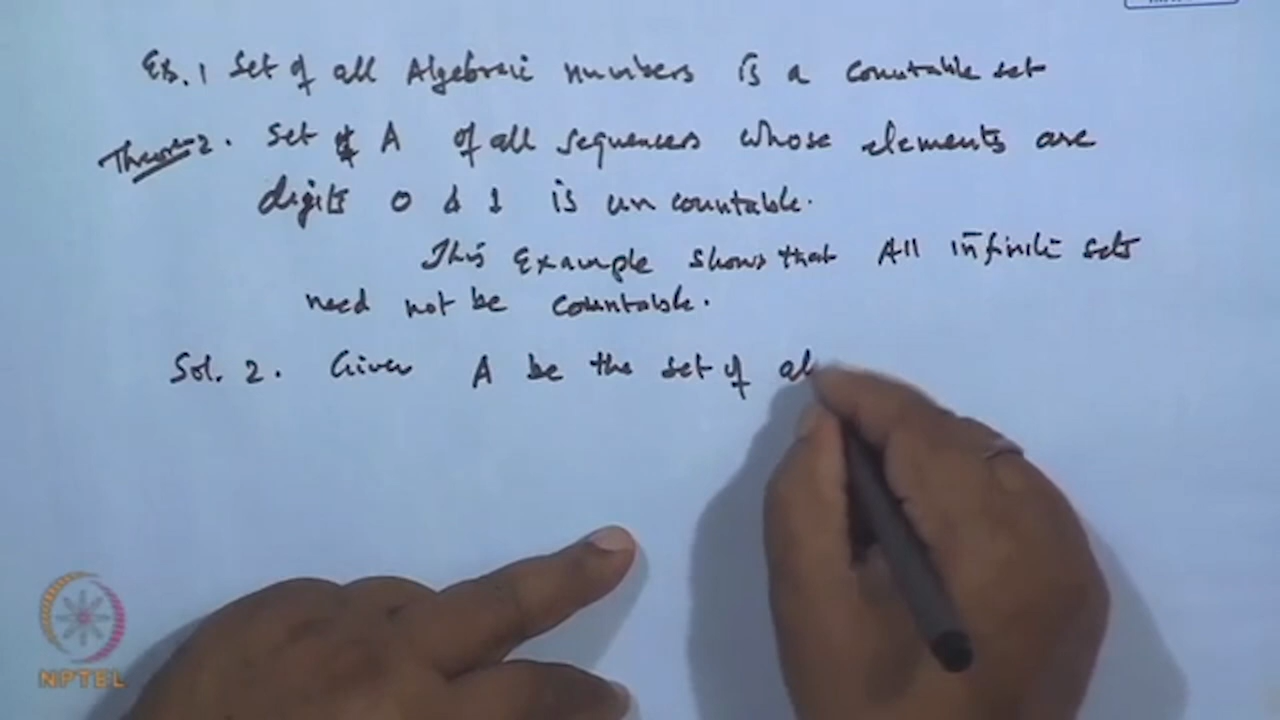 Ex. 1 Set of all Algebraic numbers is a countable set
Theorem 2. Set of A of all sequences whose elements are
digits 0 & 1 is uncountable.
This Example shows that All infinite sets
need not be countable.
Sol. 2. Given A be the set of al
NPTEL